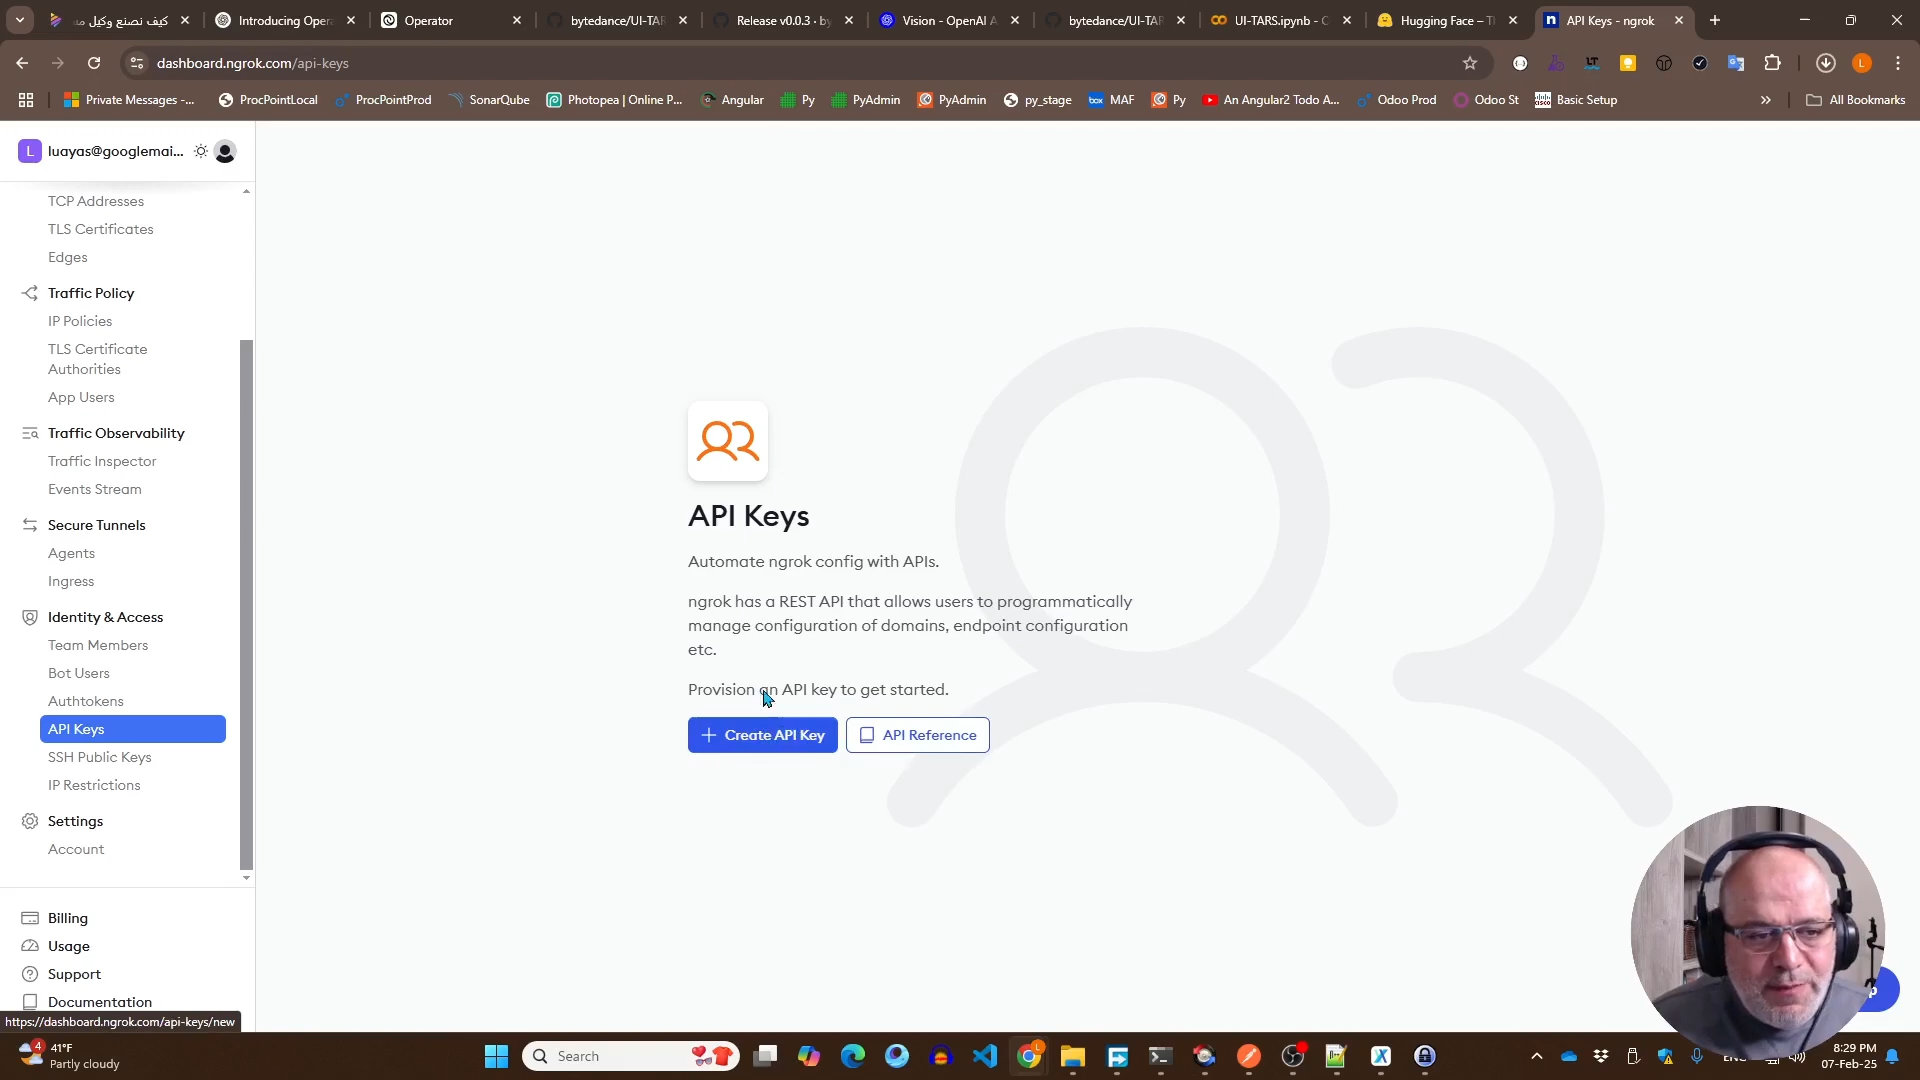 كيف نصنع وكيل
Introducing Oper
Operator
bytedance/UI-TAR
Release v0.0.3 · by
Vision - OpenAI A
bytedance/UI-TAR
UI-TARS.ipynb - C
Hugging Face – T
API Keys - ngrok
dashboard.ngrok.com/api-keys
Private Messages -...
ProcPointLocal
ProcPointProd
SonarQube
Photopea | Online P...
Angular
Py
PyAdmin
PyAdmin
py_stage
MAF
Py
An Angular2 Todo A...
Odoo Prod
Odoo St
Basic Setup
All Bookmarks
L luayas@googlemai...
TCP Addresses
TLS Certificates
Edges
Traffic Policy
IP Policies
TLS Certificate
Authorities
App Users
Traffic Observability
Traffic Inspector
Events Stream
Secure Tunnels
Agents
Ingress
Identity & Access
Team Members
Bot Users
Authtokens
API Keys
SSH Public Keys
IP Restrictions
Settings
Account
Billing
Usage
Support
Documentation
https://dashboard.ngrok.com/api-keys/new
API Keys
Automate ngrok config with APIs.
ngrok has a REST API that allows users to programmatically
manage configuration of domains, endpoint configuration
etc.
Provision an API key to get started.
Create API Key
API Reference
4
41°F
Partly cloudy
Search
8:29 PM
07-Feb-25